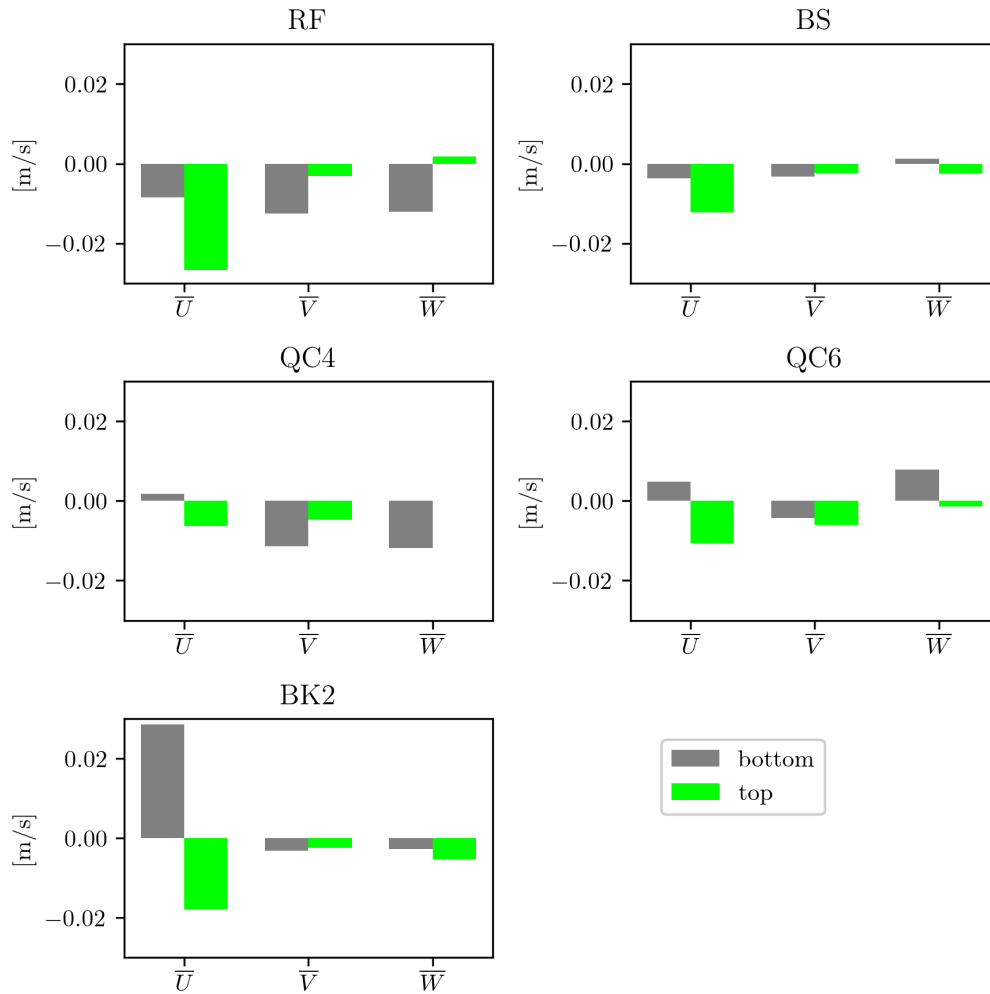 RF
0.02
0.00
−0.02
[m/s]
U̿ V̿ W̿
BS
0.02
0.00
−0.02
[m/s]
U̿ V̿ W̿
QC4
0.02
0.00
−0.02
[m/s]
U̿ V̿ W̿
QC6
0.02
0.00
−0.02
[m/s]
U̿ V̿ W̿
BK2
0.02
0.00
−0.02
[m/s]
U̿ V̿ W̿
bottom
top